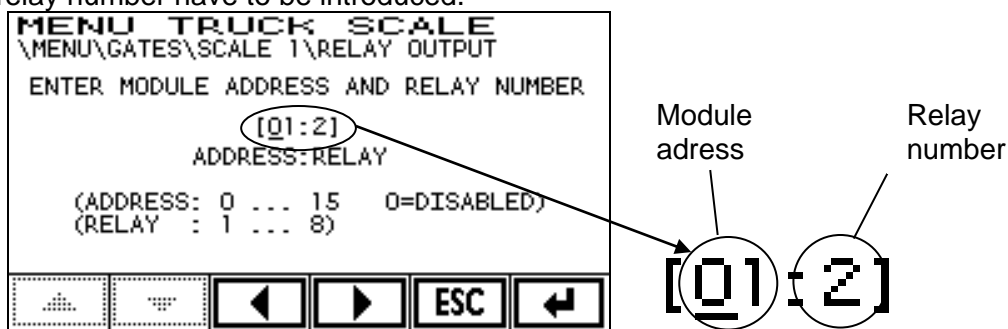 relay number have to be introduced.
MENU TRUCK SCALE
\MENU\GATES\SCALE 1\RELAY OUTPUT
ENTER MODULE ADDRESS AND RELAY NUMBER
[01:2]
ADDRESS:RELAY
(ADDRESS: 0 ... 15 0=DISABLED)
(RELAY : 1 ... 8)
ESC
Module
adress
Relay
number
[01:2]